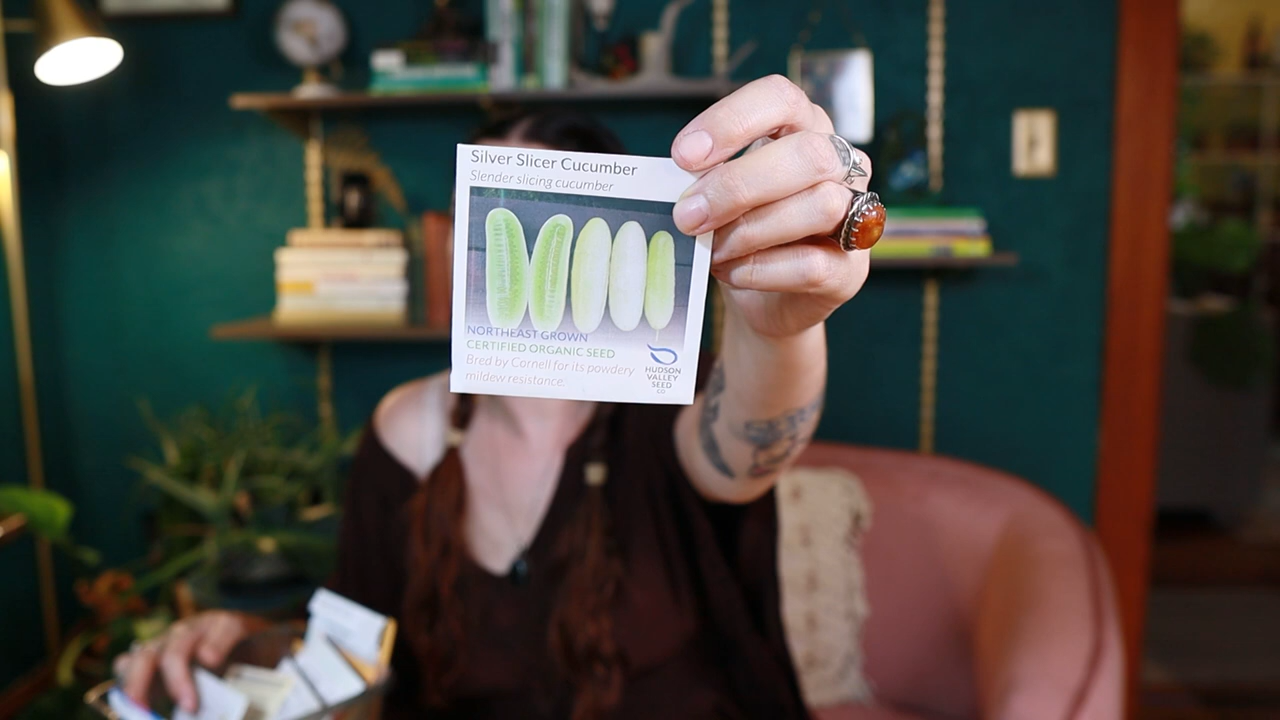 Silver Slicer Cucumber
Slender slicing cucumber
NORTHEAST GROWN
CERTIFIED ORGANIC SEED
Bred by Cornell for its powdery
mildew resistance.
HUDSON
VALLEY
SEED
CO